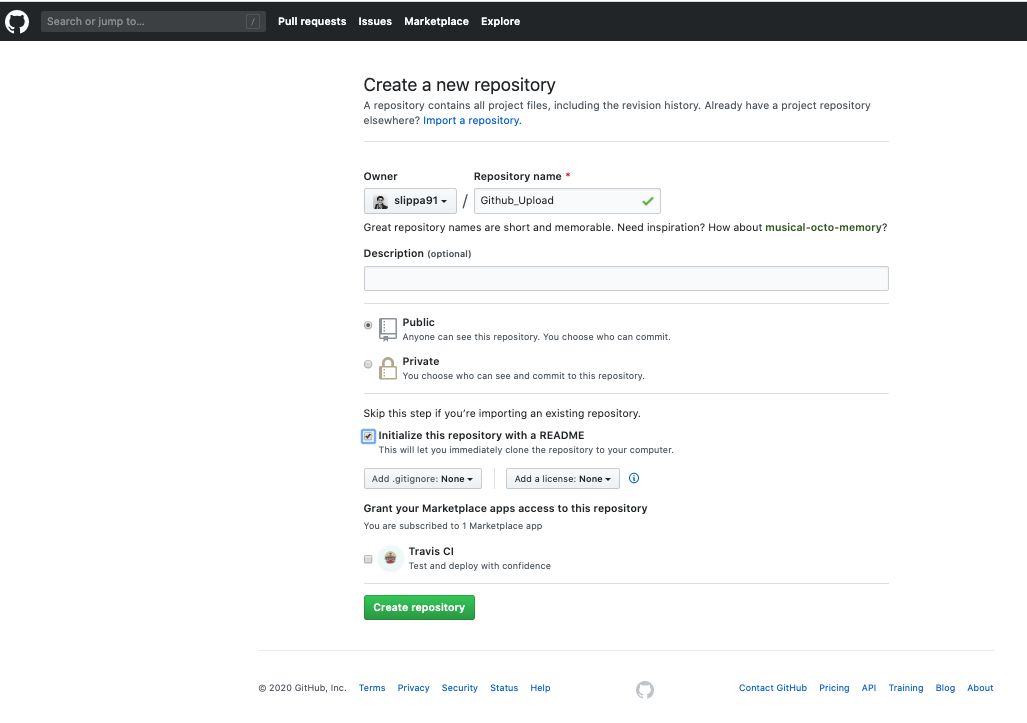 Search or jump to... /
Pull requests Issues Marketplace Explore
Create a new repository
A repository contains all project files, including the revision history. Already have a project repository
elsewhere? Import a repository.
Owner Repository name *
slippa91 / Github_Upload
Great repository names are short and memorable. Need inspiration? How about musical-octo-memory?
Description (optional)
Public
Anyone can see this repository. You choose who can commit.
Private
You choose who can see and commit to this repository.
Skip this step if you’re importing an existing repository.
Initialize this repository with a README
This will let you immediately clone the repository to your computer.
Add .gitignore: None Add a license: None
Grant your Marketplace apps access to this repository
You are subscribed to 1 Marketplace app
Travis CI
Test and deploy with confidence
Create repository
© 2020 GitHub, Inc. Terms Privacy Security Status Help Contact GitHub Pricing API Training Blog About